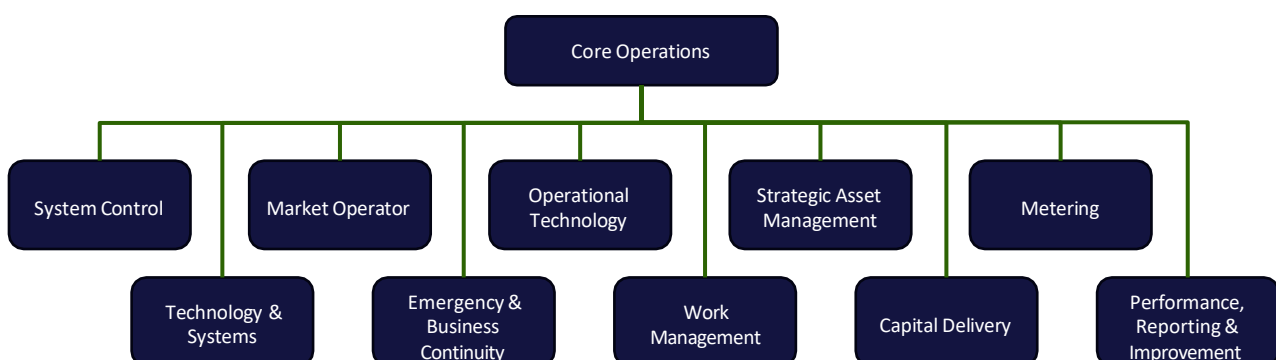 Core Operations
System Control
Market Operator
Operational
Technology
Strategic Asset
Management
Metering
Technology &
Systems
Emergency &
Business
Continuity
Work
Management
Capital Delivery
Performance,
Reporting &
Improvement